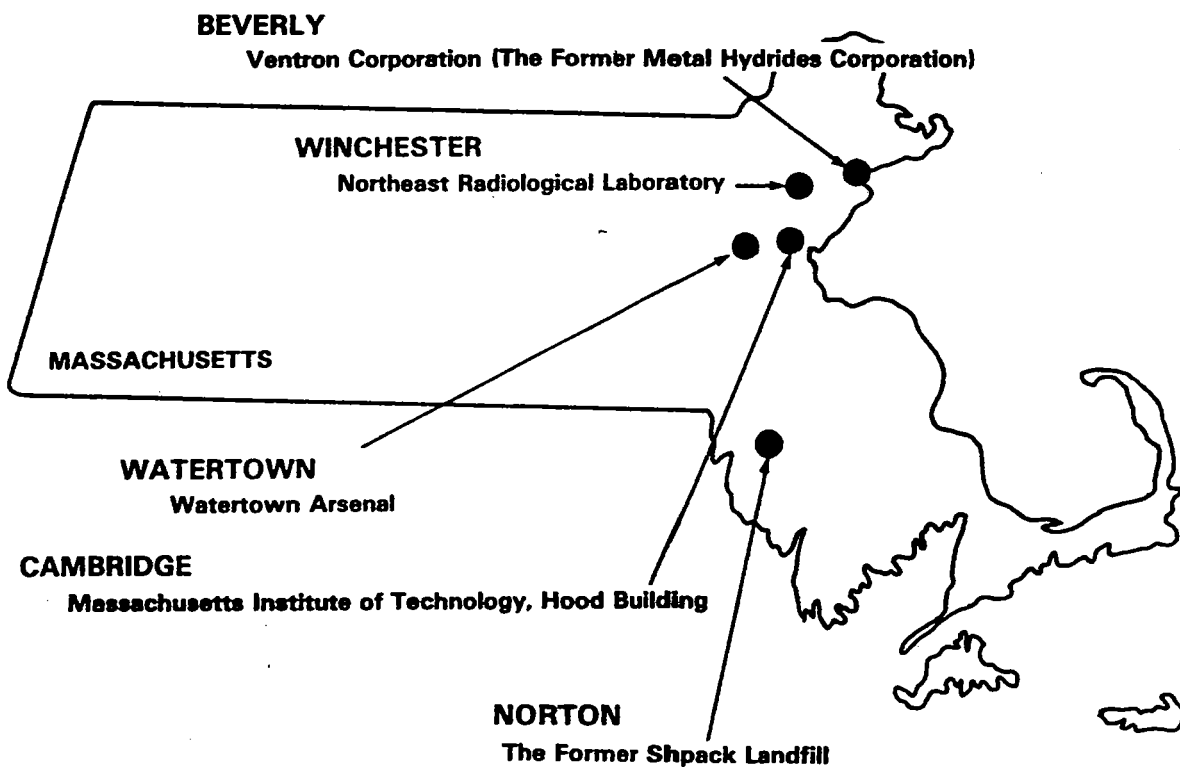 BEVERLY
Ventron Corporation (The Former Metal Hydrides Corporation)
WINCHESTER
Northeast Radiological Laboratory
MASSACHUSETTS
WATERTOWN
Watertown Arsenal
CAMBRIDGE
Massachusetts Institute of Technology, Hood Building
NORTON
The Former Shpack Landfill